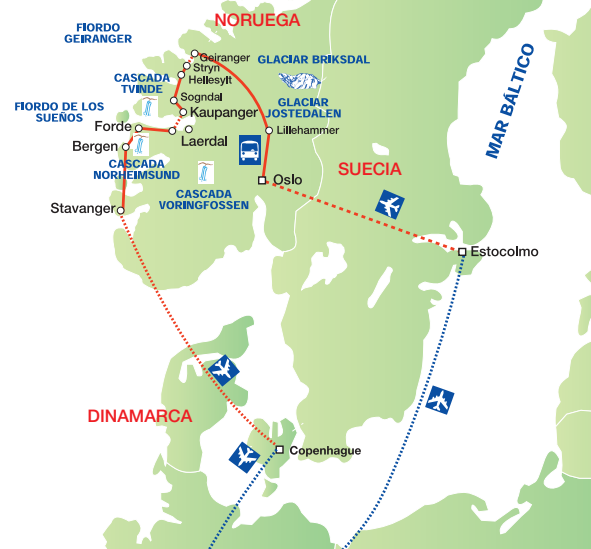 NORUEGA
FIORDO
GEIRANGER
Geiranger
Stryn
Hellesylt
GLACIAR BRIKSDAL
CASCADA
TVINDE
Sogndal
Kaupanger
GLACIAR
JOSTEDALEN
FIORDO DE LOS
SUEÑOS
Forde
Laerdal
Lillehammer
Bergen
CASCADA
NORHEIMSUND
CASCADA
VORINGFOSSEN
Oslo
SUECIA
MAR BÁLTICO
Stavanger
Estocolmo
DINAMARCA
Copenhague